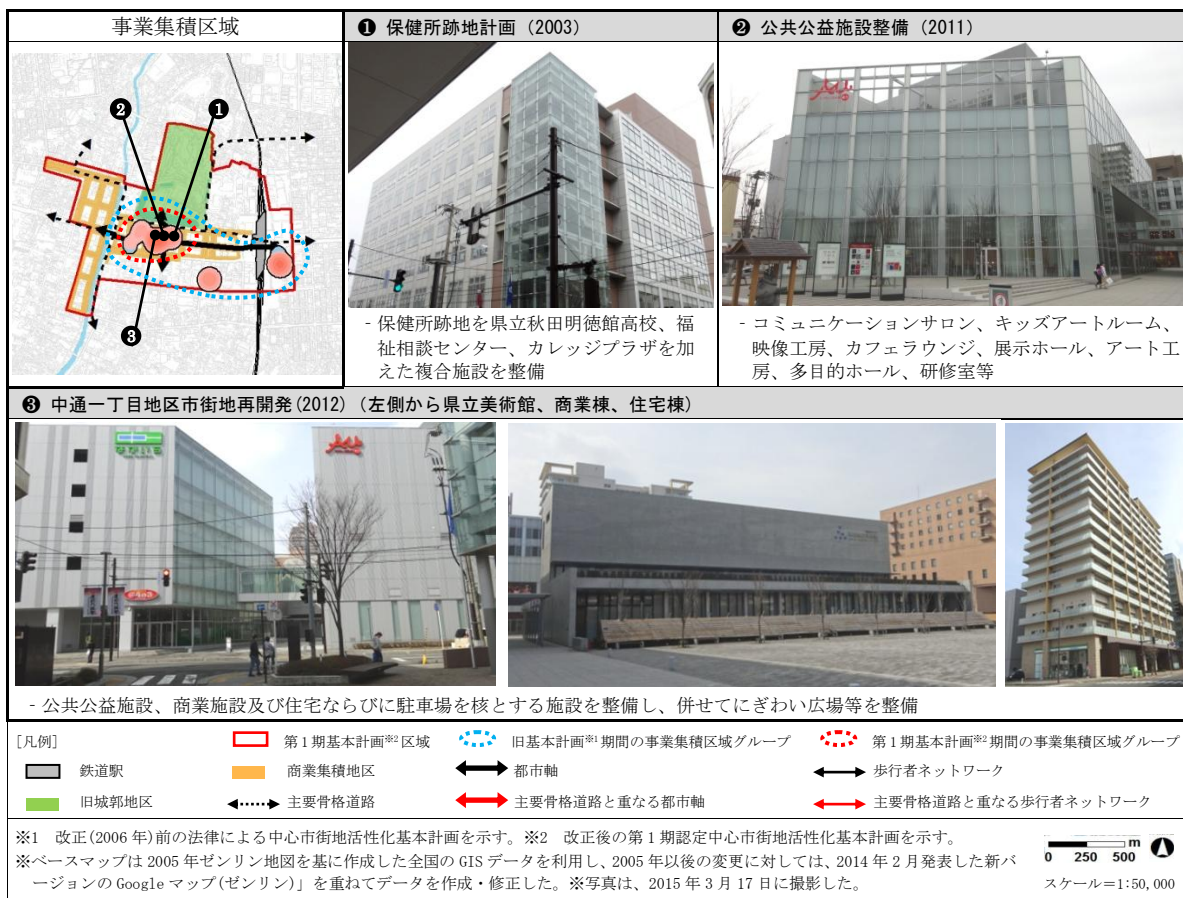 事業集積区域
❶ 保健所跡地計画 (2003)
❷ 公共公益施設整備 (2011)
❷
❶
❸
- 保健所跡地を県立秋田明徳館高校、福
祉相談センター、カレッジプラザを加
えた複合施設を整備
- コミュニケーションサロン、キッズアートルーム、
映像工房、カフェラウンジ、展示ホール、アート工
房、多目的ホール、研修室等
❸ 中通一丁目地区市街地再開発(2012)(左側から県立美術館、商業棟、住宅棟)
- 公共公益施設、商業施設及び住宅ならびに駐車場を核とする施設を整備し、併せてにぎわい広場等を整備
[凡例]
第1期基本計画※2区域
旧基本計画※1期間の事業集積区域グループ
第1期基本計画※2期間の事業集積区域グループ
鉄道駅
商業集積地区
都市軸
歩行者ネットワーク
旧城郭地区
主要骨格道路
主要骨格道路と重なる都市軸
主要骨格道路と重なる歩行者ネットワーク
※1 改正(2006年)前の法律による中心市街地活性化基本計画を示す。※2 改正後の第1期認定中心市街地活性化基本計画を示す。
※ベースマップは2005年ゼンリン地図を基に作成した全国のGISデータを利用し、2005年以後の変更に対しては、2014年2月発表した新バ
ージョンのGoogleマップ(ゼンリン)」を重ねてデータを作成・修正した。※写真は、2015年3月17日に撮影した。
0 250 500 m
スケール=1:50,000